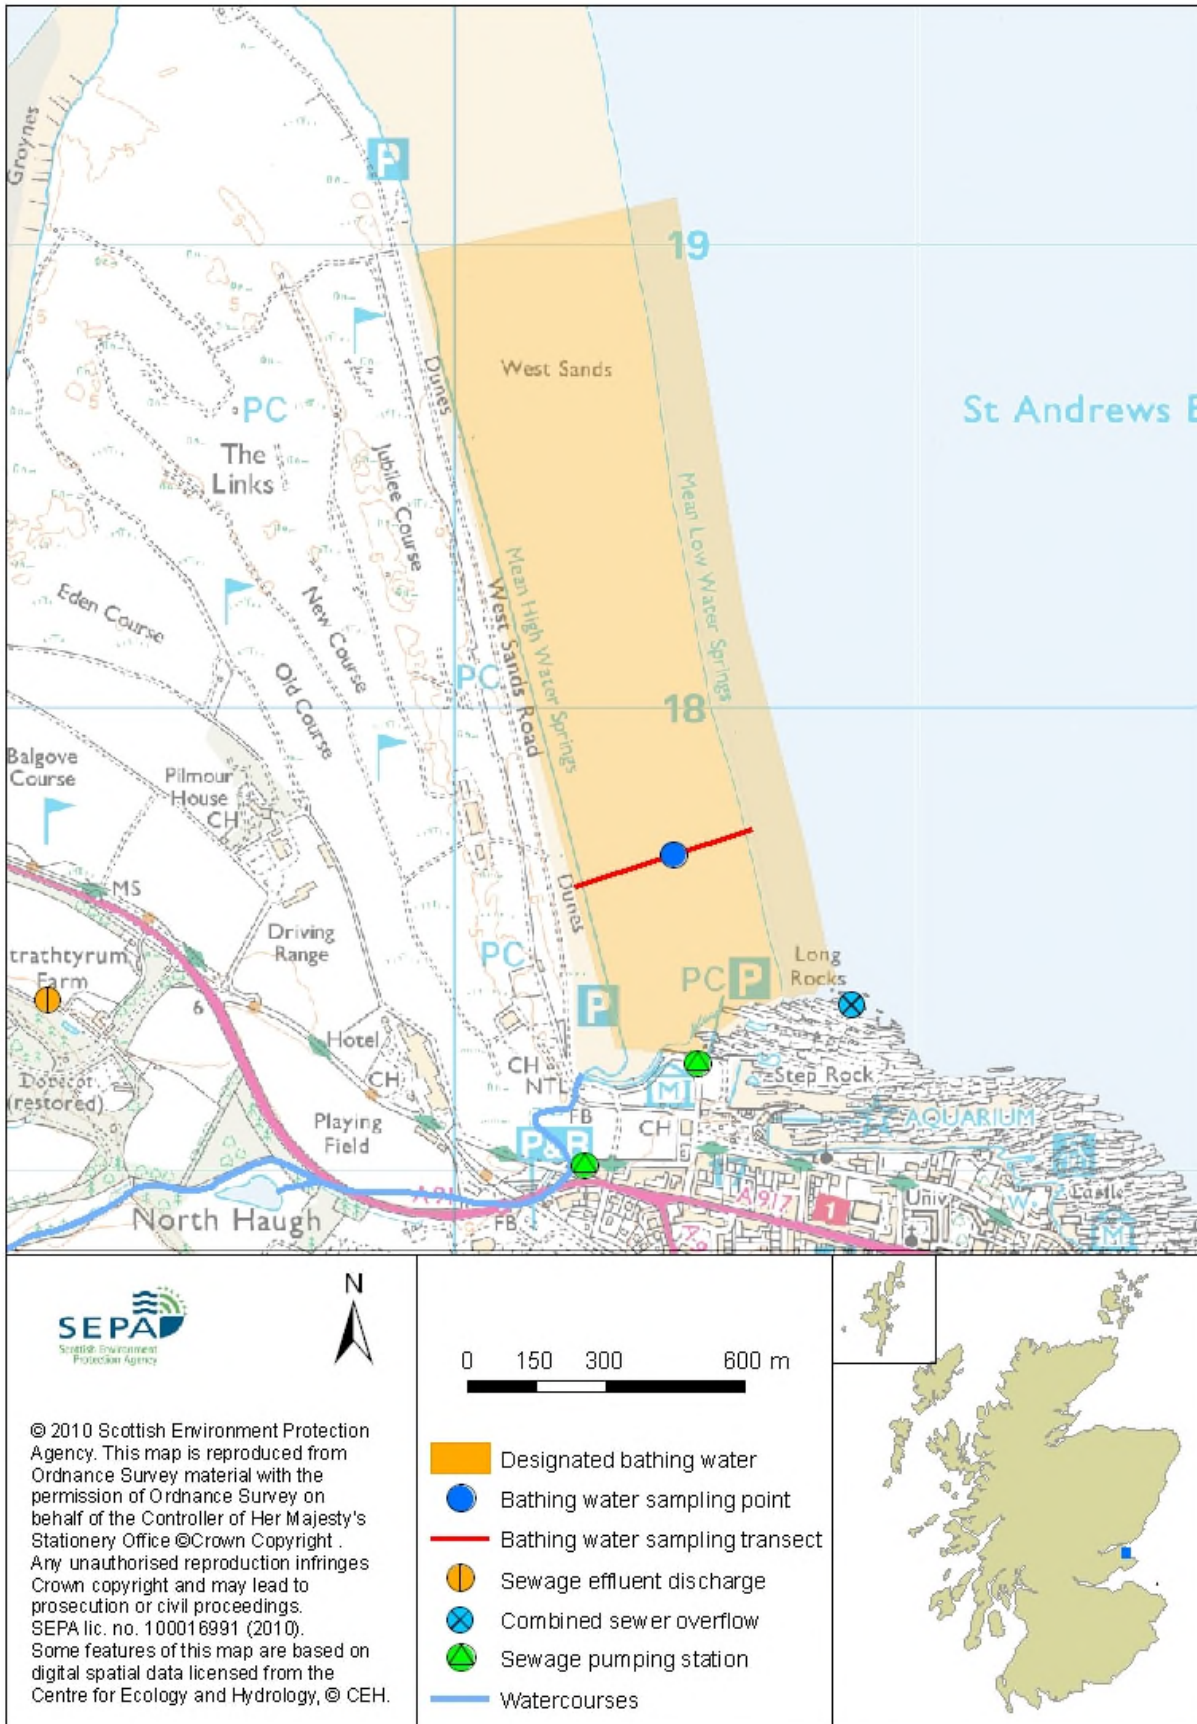 Groynes
P
19
West Sands
Dunes
St Andrews B
PC
The
Links
Jubilee Course
Mean Low Water Springs
Mean High Water Springs
West Sands Road
New Course
Eden Course
Old Course
PC
18
Balgove
Course
Pilmour
House
CH
MS
Dunes
Driving
Range
PC
PC P
Long
Rocks
trathtyrum
Farm
6
P
Hotel
CH
CH
NTL
M
Step Rock
Dovecot
(restored)
Playing
Field
FB
CH
AQUARIUM
P&R
A 91
A 917
1
Univ
W
Castle
M
North Haugh
FB
N
SEPA
Scottish Environment
Protection Agency
0 150 300 600 m
© 2010 Scottish Environment Protection
Agency. This map is reproduced from
Ordnance Survey material with the
permission of Ordnance Survey on
behalf of the Controller of Her Majesty's
Stationery Office ©Crown Copyright .
Any unauthorised reproduction infringes
Crown copyright and may lead to
prosecution or civil proceedings.
SEPA lic. no. 100016991 (2010).
Some features of this map are based on
digital spatial data licensed from the
Centre for Ecology and Hydrology, © CEH.
Designated bathing water
Bathing water sampling point
Bathing water sampling transect
Sewage effluent discharge
Combined sewer overflow
Sewage pumping station
Watercourses